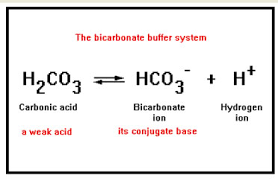 The bicarbonate buffer system
H₂CO₃ ⇌ HCO₃⁻ + H⁺
Carbonic acid Bicarbonate ion Hydrogen ion
a weak acid its conjugate base